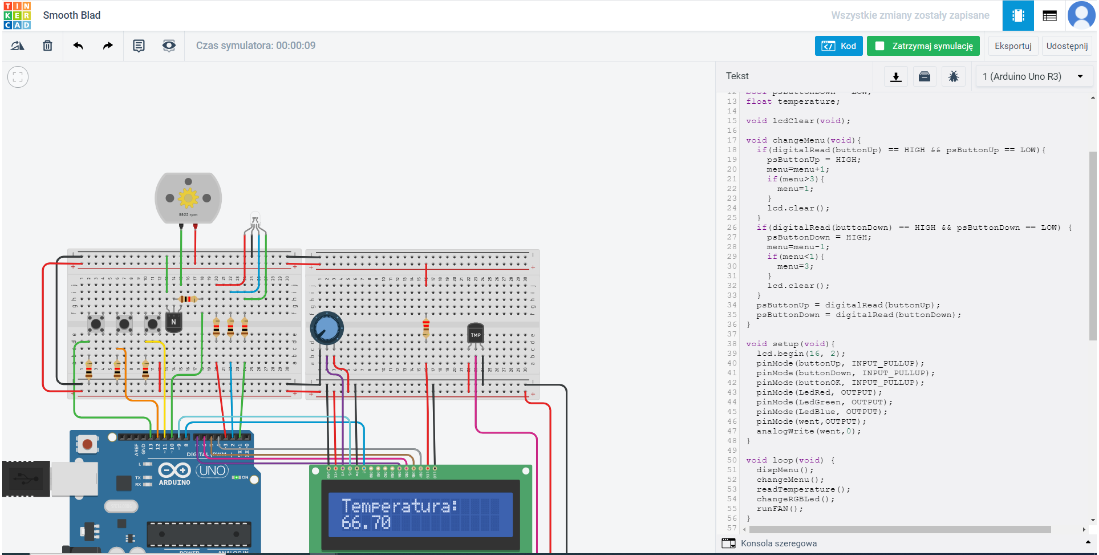 TIN
KER
CAD
Smooth Blad
Wszystkie zmiany zostały zapisane
Czas symulatora: 00:00:09
Kod
Zatrzymaj symulację
Eksportuj
Udostępnij
Tekst
1 (Arduino Uno R3)
13 float temperature;
14
15 void lcdClear(void);
16
17 void changeMenu(void){
18 if(digitalRead(buttonUp) == HIGH && psButtonUp == LOW){
19 psButtonUp = HIGH;
20 menu=menu+1;
21 if(menu>3){
22 menu=1;
23 }
24 lcd.clear();
25 }
26 if(digitalRead(buttonDown) == HIGH && psButtonDown == LOW) {
27 psButtonDown = HIGH;
28 menu=menu-1;
29 if(menu<1){
30 menu=3;
31 }
32 lcd.clear();
33 }
34 psButtonUp = digitalRead(buttonUp);
35 psButtonDown = digitalRead(buttonDown);
36 }
37
38 void setup(void){
39 lcd.begin(16, 2);
40 pinMode(buttonUp, INPUT_PULLUP);
41 pinMode(buttonDown, INPUT_PULLUP);
42 pinMode(buttonOK, INPUT_PULLUP);
43 pinMode(LedRed, OUTPUT);
44 pinMode(LedGreen, OUTPUT);
45 pinMode(LedBlue, OUTPUT);
46 pinMode(went,OUTPUT);
47 analogWrite(went,0);
48 }
49
50 void loop(void) {
51 dispMenu();
52 changeMenu();
53 readTemperature();
54 changeRGBLed();
55 runFAN();
56 }
57
Konsola szeregowa
N
TMP
UNO
ARDUINO
ON
Temperatura:
66.70